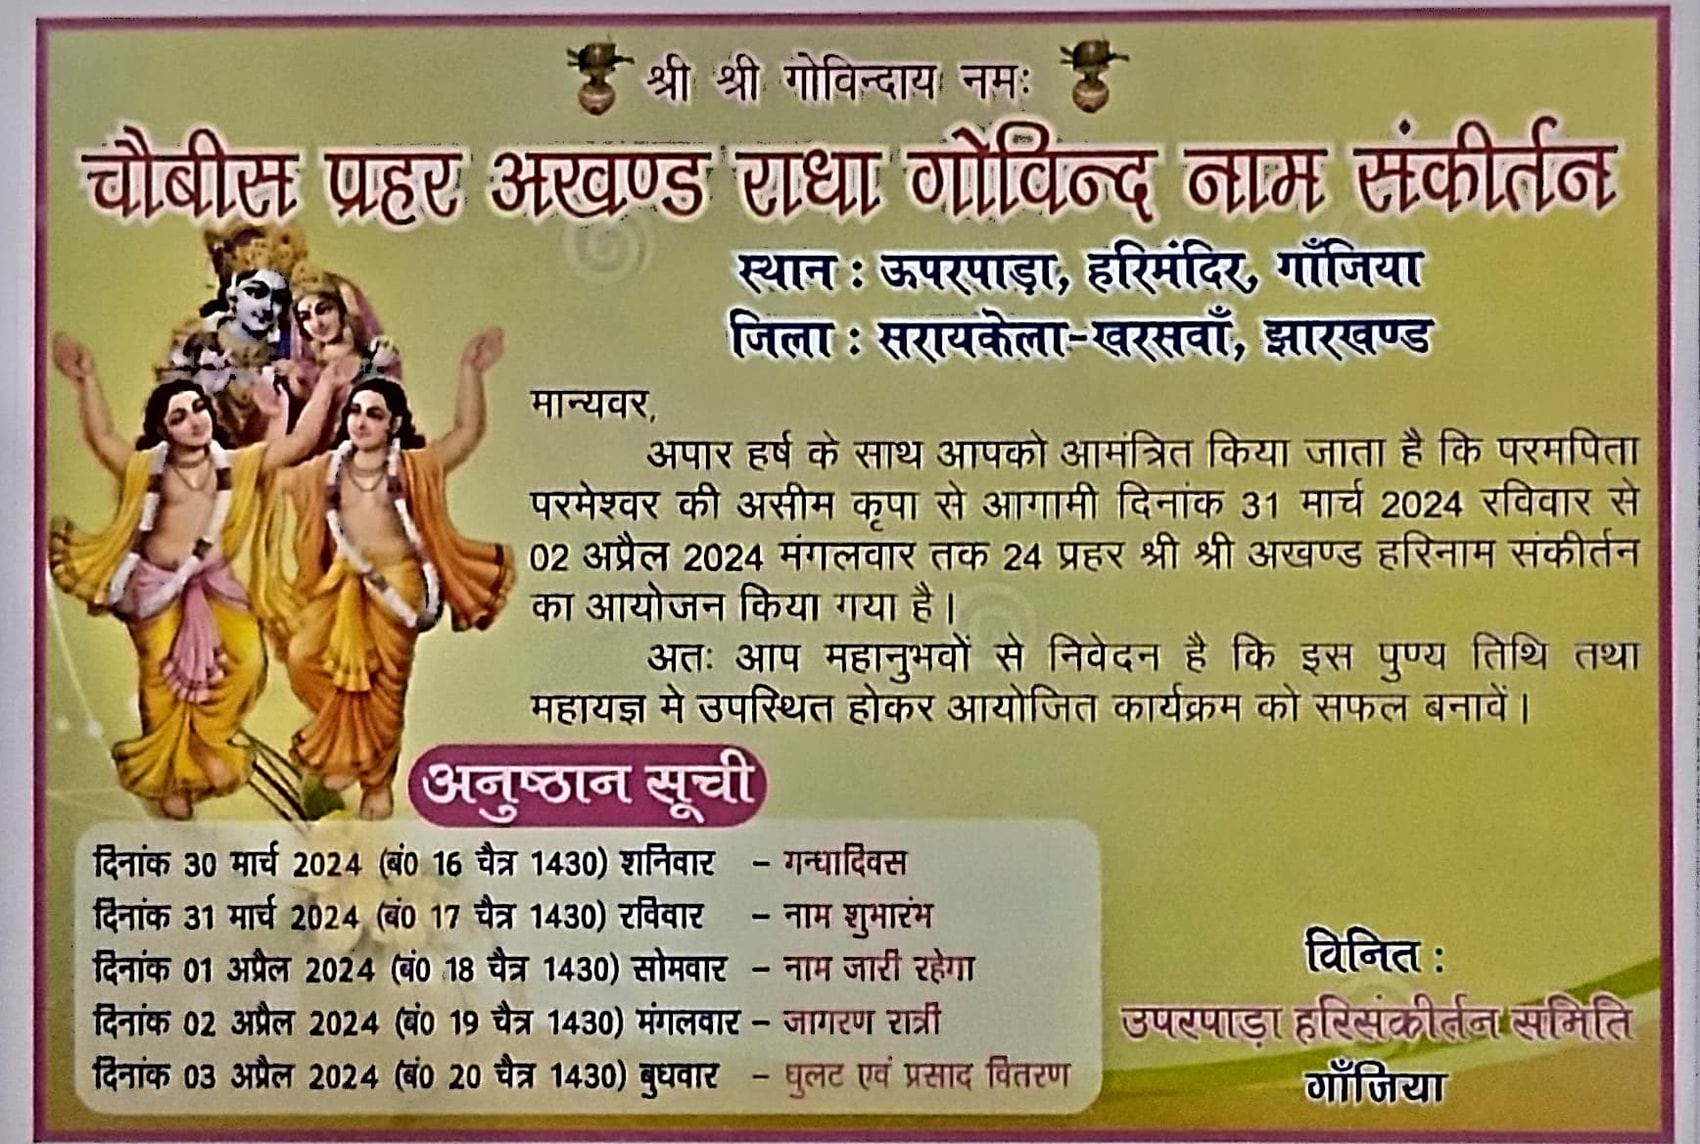 श्री श्री गोविन्दाय नमः
चौबीस प्रहर अखण्ड राधा गोविन्द नाम संकीर्तन
स्थान : ऊपरपाड़ा, हरिमंदिर, गाँजिया
जिला : सरायकेला-खरसवाँ, झारखण्ड
मान्यवर,
अपार हर्ष के साथ आपको आमंत्रित किया जाता है कि परमपिता
परमेश्वर की असीम कृपा से आगामी दिनांक 31 मार्च 2024 रविवार से
02 अप्रैल 2024 मंगलवार तक 24 प्रहर श्री श्री अखण्ड हरिनाम संकीर्तन
का आयोजन किया गया है।
अतः आप महानुभवों से निवेदन है कि इस पुण्य तिथि तथा
महायज्ञ मे उपस्थित होकर आयोजित कार्यक्रम को सफल बनावें।
अनुष्ठान सूची
दिनांक 30 मार्च 2024 (बं0 16 चैत्र 1430) शनिवार - गन्धादिवस
दिनांक 31 मार्च 2024 (बं0 17 चैत्र 1430) रविवार - नाम शुभारंभ
दिनांक 01 अप्रैल 2024 (बं0 18 चैत्र 1430) सोमवार - नाम जारी रहेगा
दिनांक 02 अप्रैल 2024 (बं0 19 चैत्र 1430) मंगलवार - जागरण रात्री
दिनांक 03 अप्रैल 2024 (बं0 20 चैत्र 1430) बुधवार - धुलट एवं प्रसाद वितरण
विनित :
उपरपाड़ा हरिसंकीर्तन समिति
गाँजिया